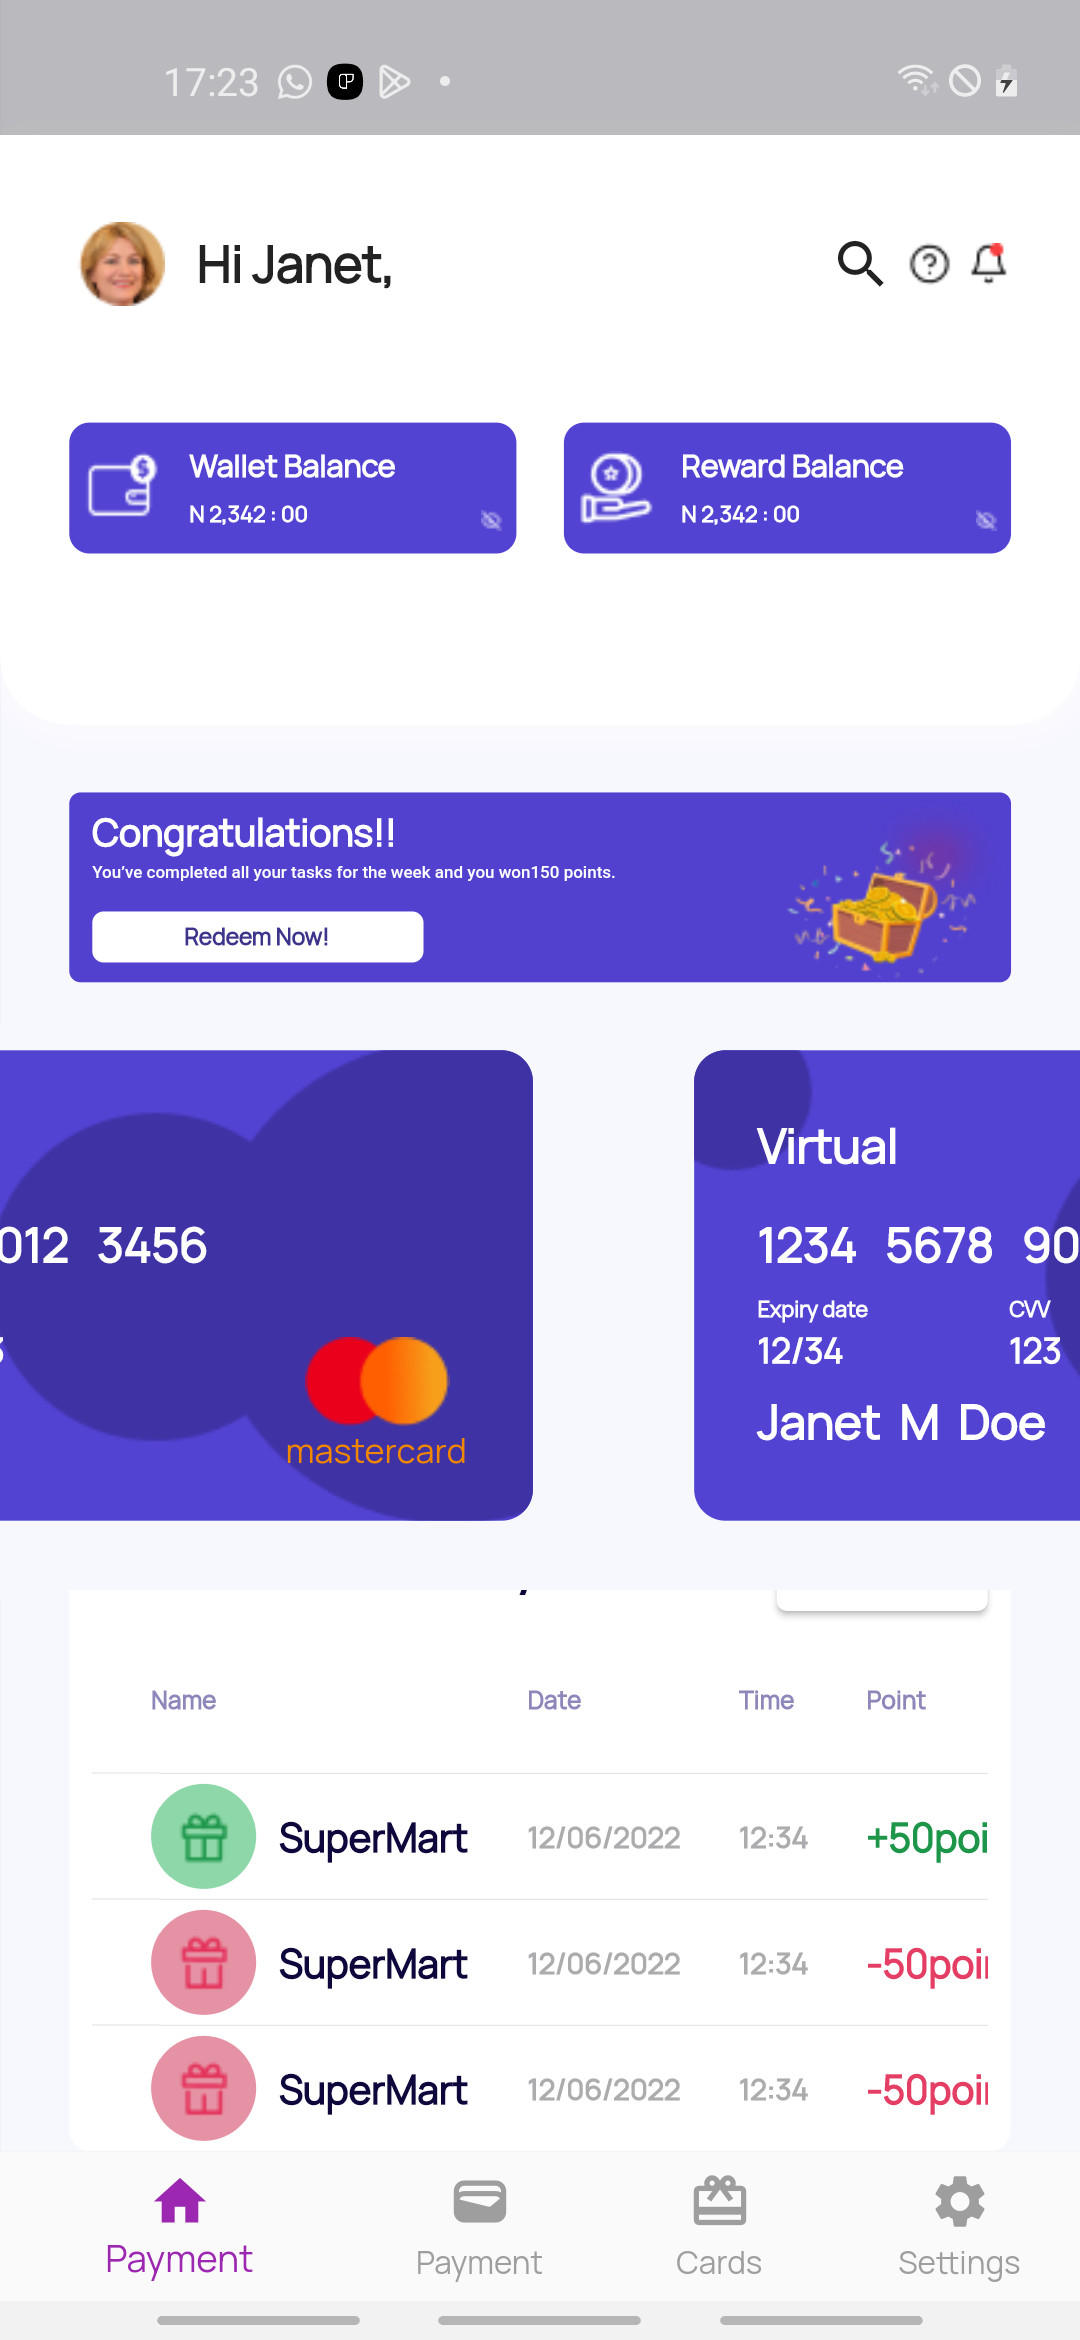 17:23
Hi Janet,
Wallet Balance
N 2,342 : 00
Reward Balance
N 2,342 : 00
Congratulations!!
You've completed all your tasks for the week and you won150 points.
Redeem Now!
012 3456
mastercard
Virtual
1234 5678 90
Expiry date CVV
12/34 123
Janet M Doe
Name Date Time Point
SuperMart 12/06/2022 12:34 +50poi
SuperMart 12/06/2022 12:34 -50poi
SuperMart 12/06/2022 12:34 -50poi
Payment Payment Cards Settings